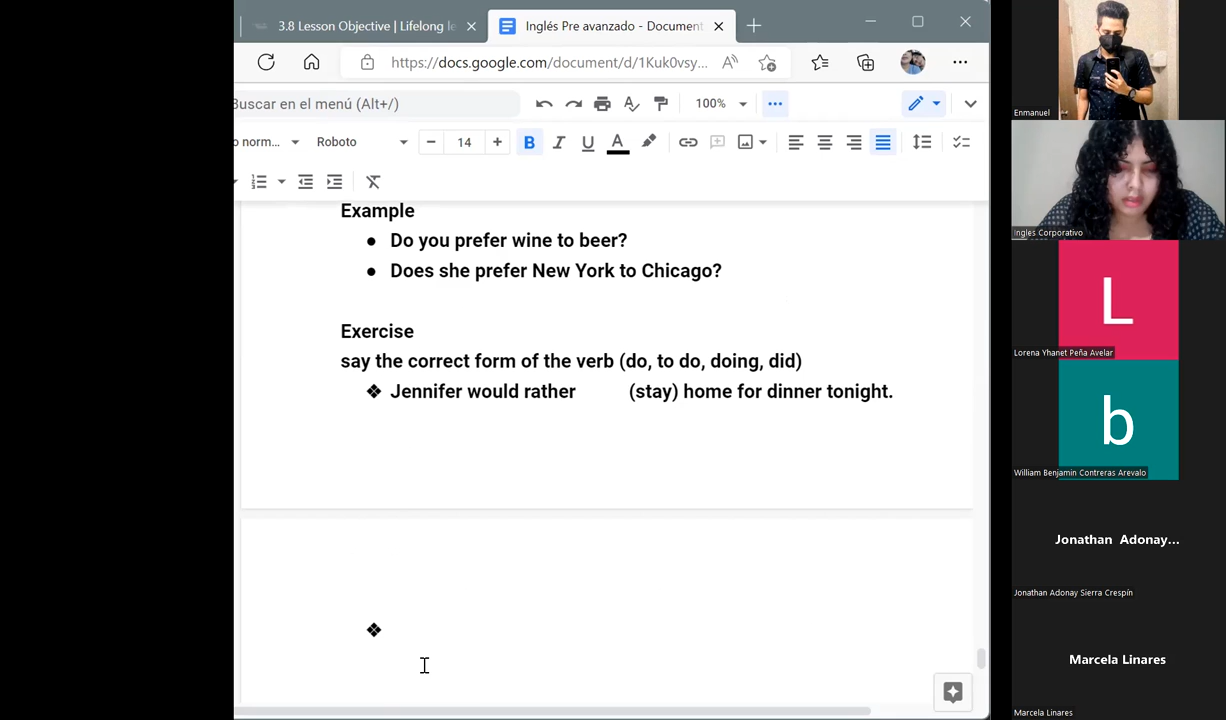 3.8 Lesson Objective | Lifelong le
Inglés Pre avanzado - Document
https://docs.google.com/document/d/1Kuk0vsy...
Buscar en el menú (Alt+/)
100%
o norm...
Roboto
14
B
I
U
A
Example
● Do you prefer wine to beer?
● Does she prefer New York to Chicago?
Exercise
say the correct form of the verb (do, to do, doing, did)
❖ Jennifer would rather (stay) home for dinner tonight.
❖
Enmanuel
Ingles Corporativo
L
Lorena Yhanet Peña Avelar
b
William Benjamin Contreras Arevalo
Jonathan Adonay...
Jonathan Adonay Sierra Crespín
Marcela Linares
Marcela Linares